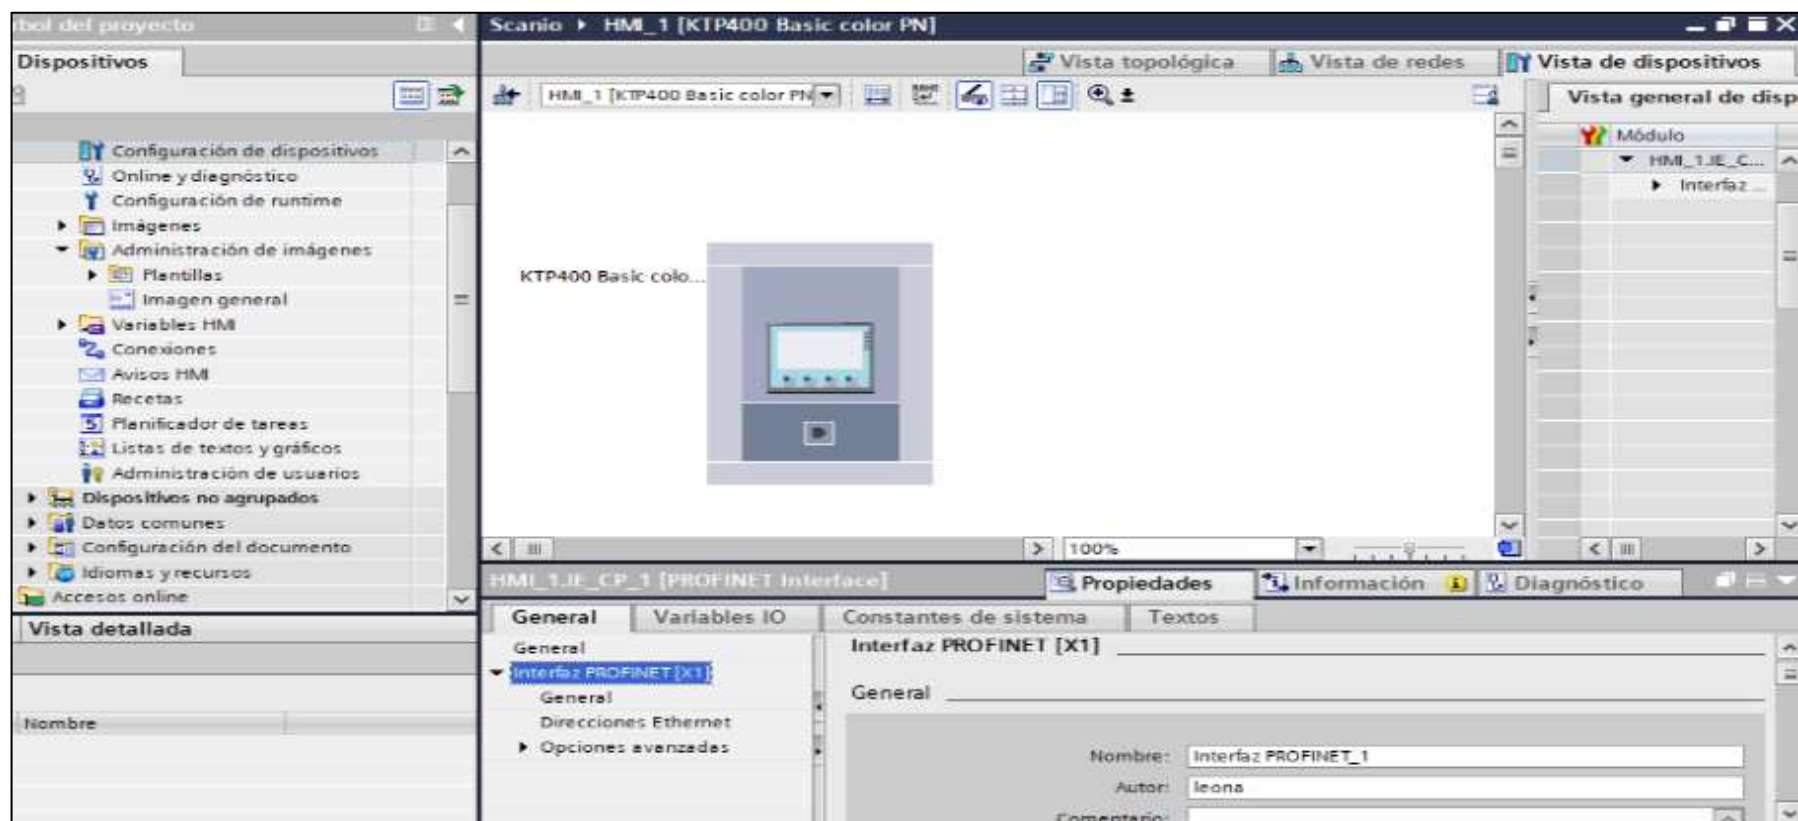 bol del proyecto
Dispositivos
Configuración de dispositivos
Online y diagnóstico
Configuración de runtime
Imágenes
Administración de imágenes
Plantillas
Imagen general
Variables HMI
Conexiones
Avisos HMI
Recetas
Planificador de tareas
Listas de textos y gráficos
Administración de usuarios
Dispositivos no agrupados
Datos comunes
Configuración del documento
Idiomas y recursos
Accesos online
Vista detallada
Nombre
Scanio HMI_1 [KTP400 Basic color PN]
Vista topológica
Vista de redes
Vista de dispositivos
HMI_1 [KTP400 Basic color PN
Vista general de disp
Módulo
HMI_1.IE_C...
Interfaz ...
KTP400 Basic colo...
100%
HMI_1.IE_CP_1 [PROFINET Interface]
Propiedades
Información
Diagnóstico
General
Variables IO
Constantes de sistema
Textos
General
Interfaz PROFINET [X1]
General
Direcciones Ethernet
Opciones avanzadas
Interfaz PROFINET [X1]
General
Nombre: Interfaz PROFINET_1
Autor: leona
Comentario: